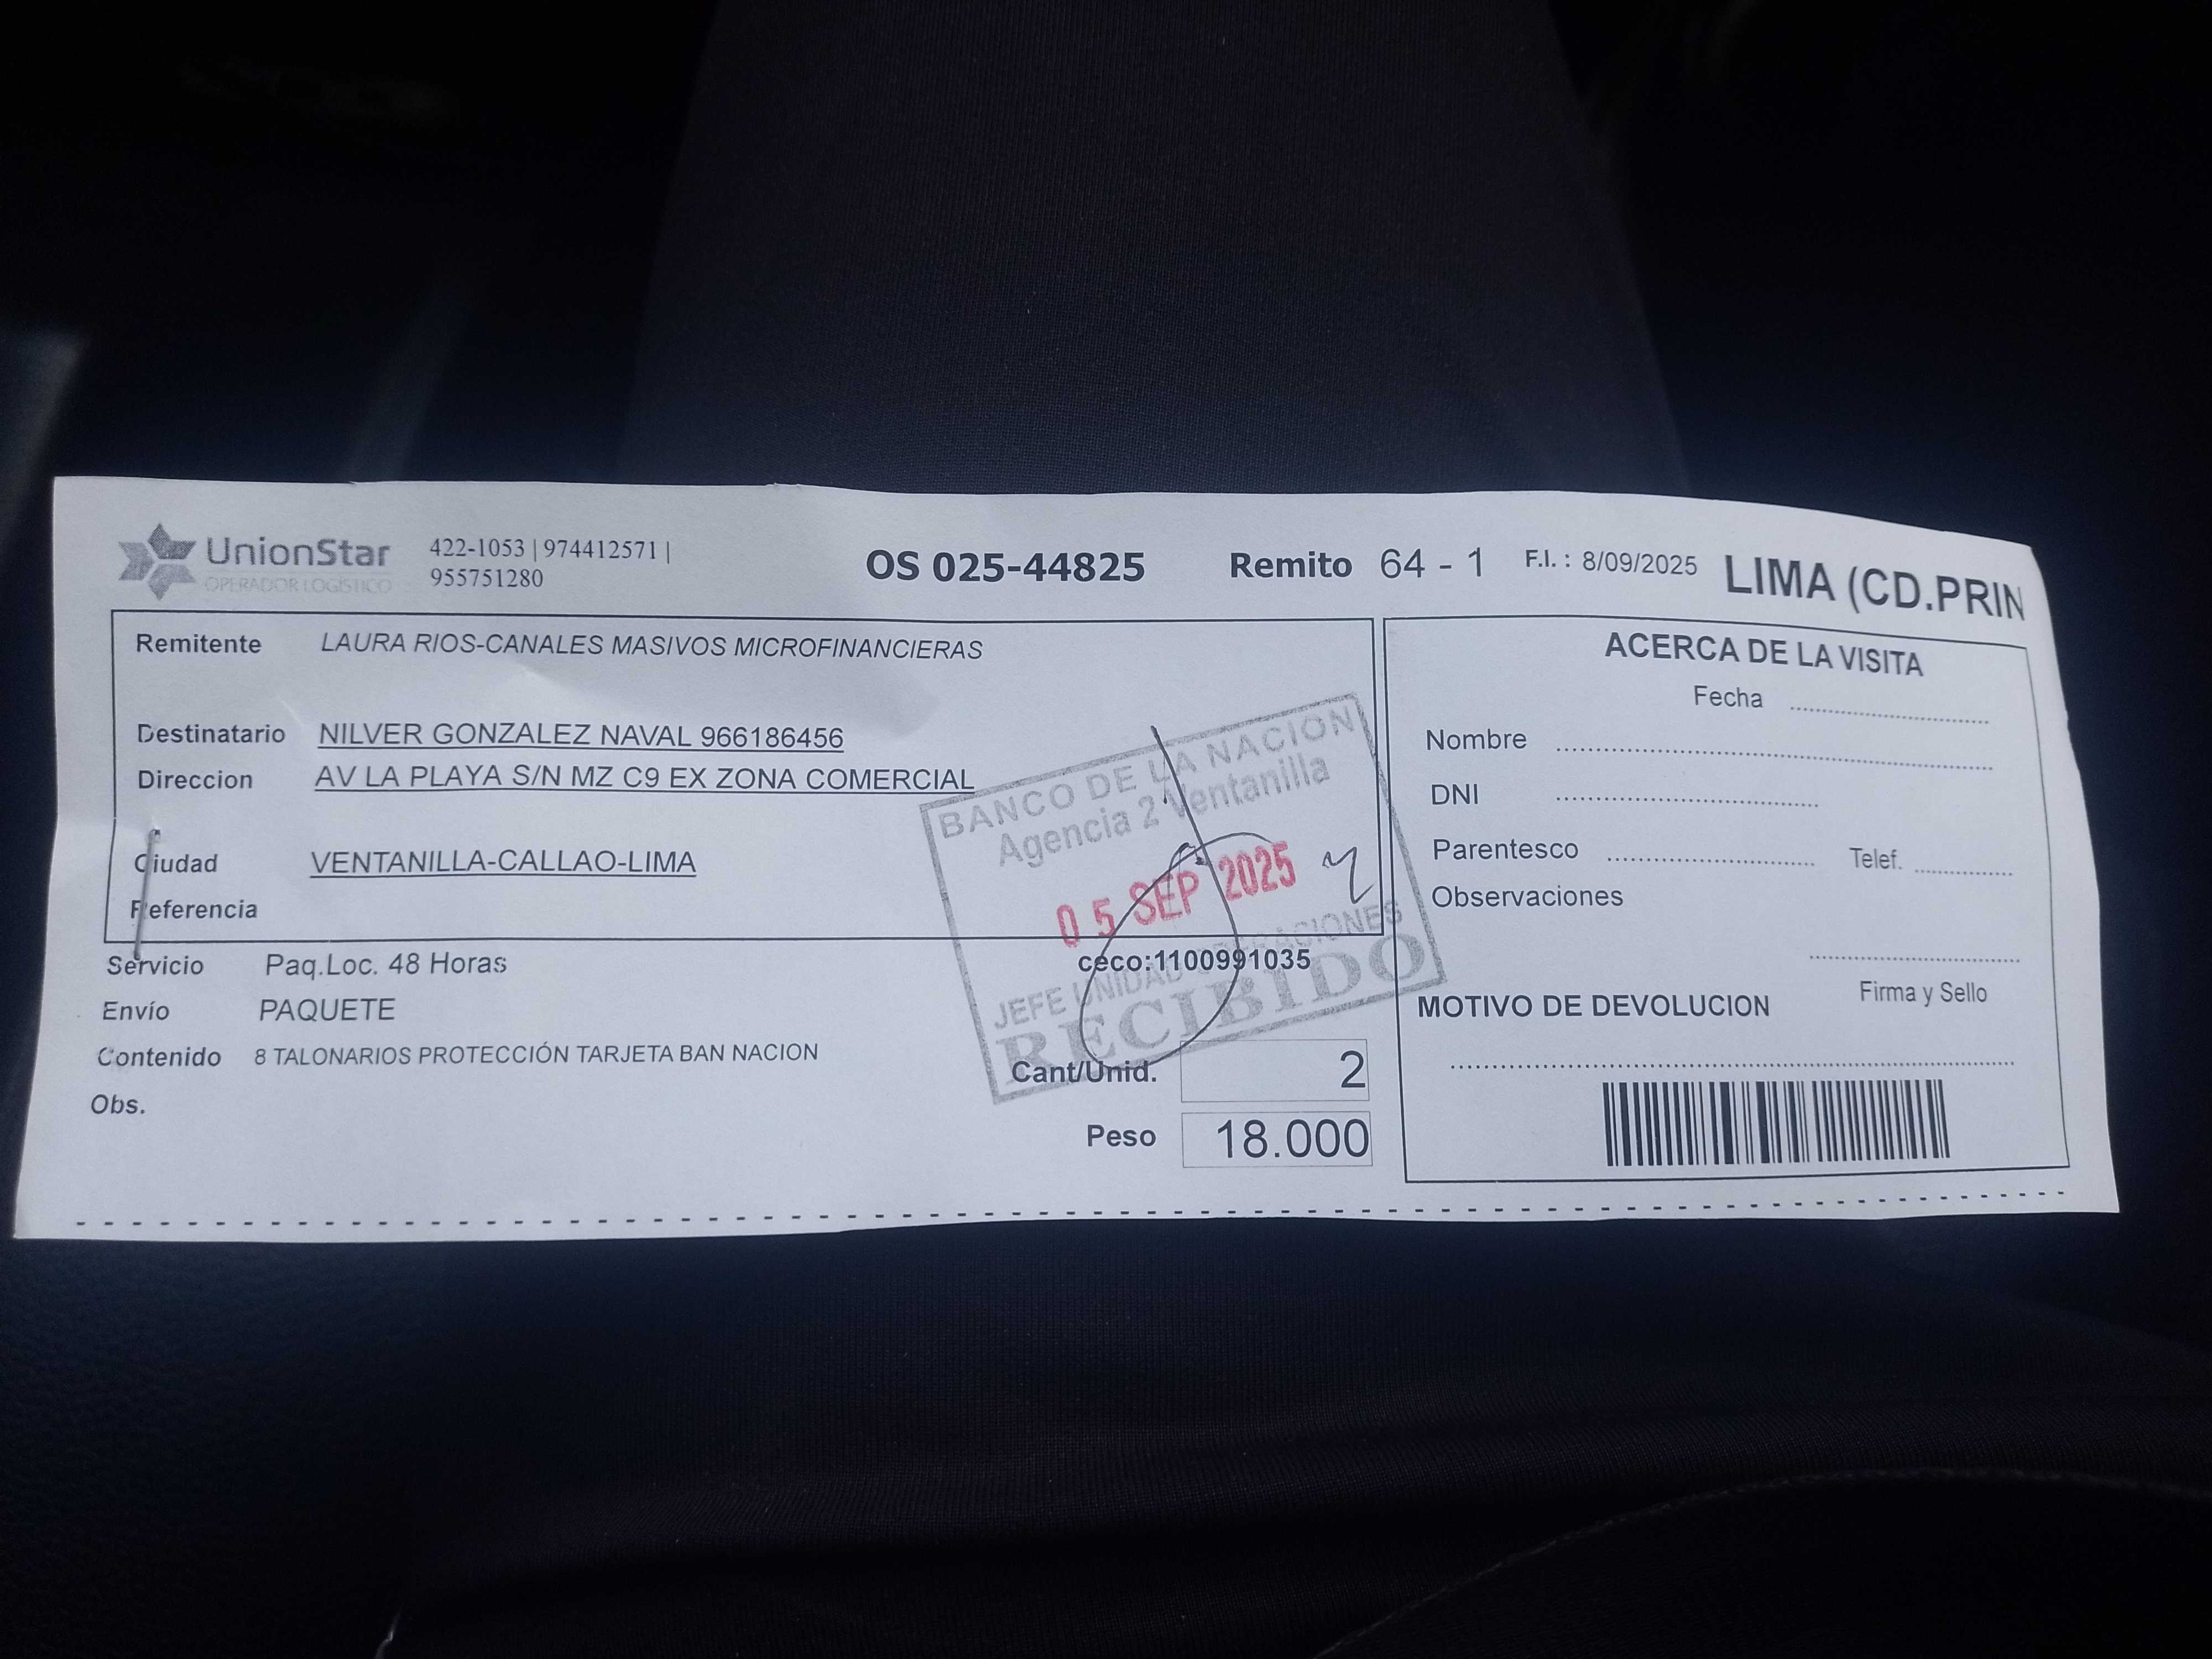 UnionStar
OPERADOR LOGÍSTICO
422-1053 | 974412571 |
955751280
OS 025-44825
Remito 64 - 1
F.I. : 8/09/2025
LIMA (CD.PRIN
Remitente LAURA RIOS-CANALES MASIVOS MICROFINANCIERAS
Destinatario NILVER GONZALEZ NAVAL 966186456
Direccion AV LA PLAYA S/N MZ C9 EX ZONA COMERCIAL
Ciudad VENTANILLA-CALLAO-LIMA
Referencia
BANCO DE LA NACION
Agencia 2 Ventanilla
05 SEP 2025
JEFE UNIDAD OPERACIONES
RECIBIDO
Servicio Paq.Loc. 48 Horas
ceco:1100991035
Envío PAQUETE
Contenido 8 TALONARIOS PROTECCIÓN TARJETA BAN NACION
Obs.
Cant/Unid. 2
Peso 18.000
ACERCA DE LA VISITA
Fecha
Nombre
DNI
Parentesco Telef.
Observaciones
Firma y Sello
MOTIVO DE DEVOLUCION